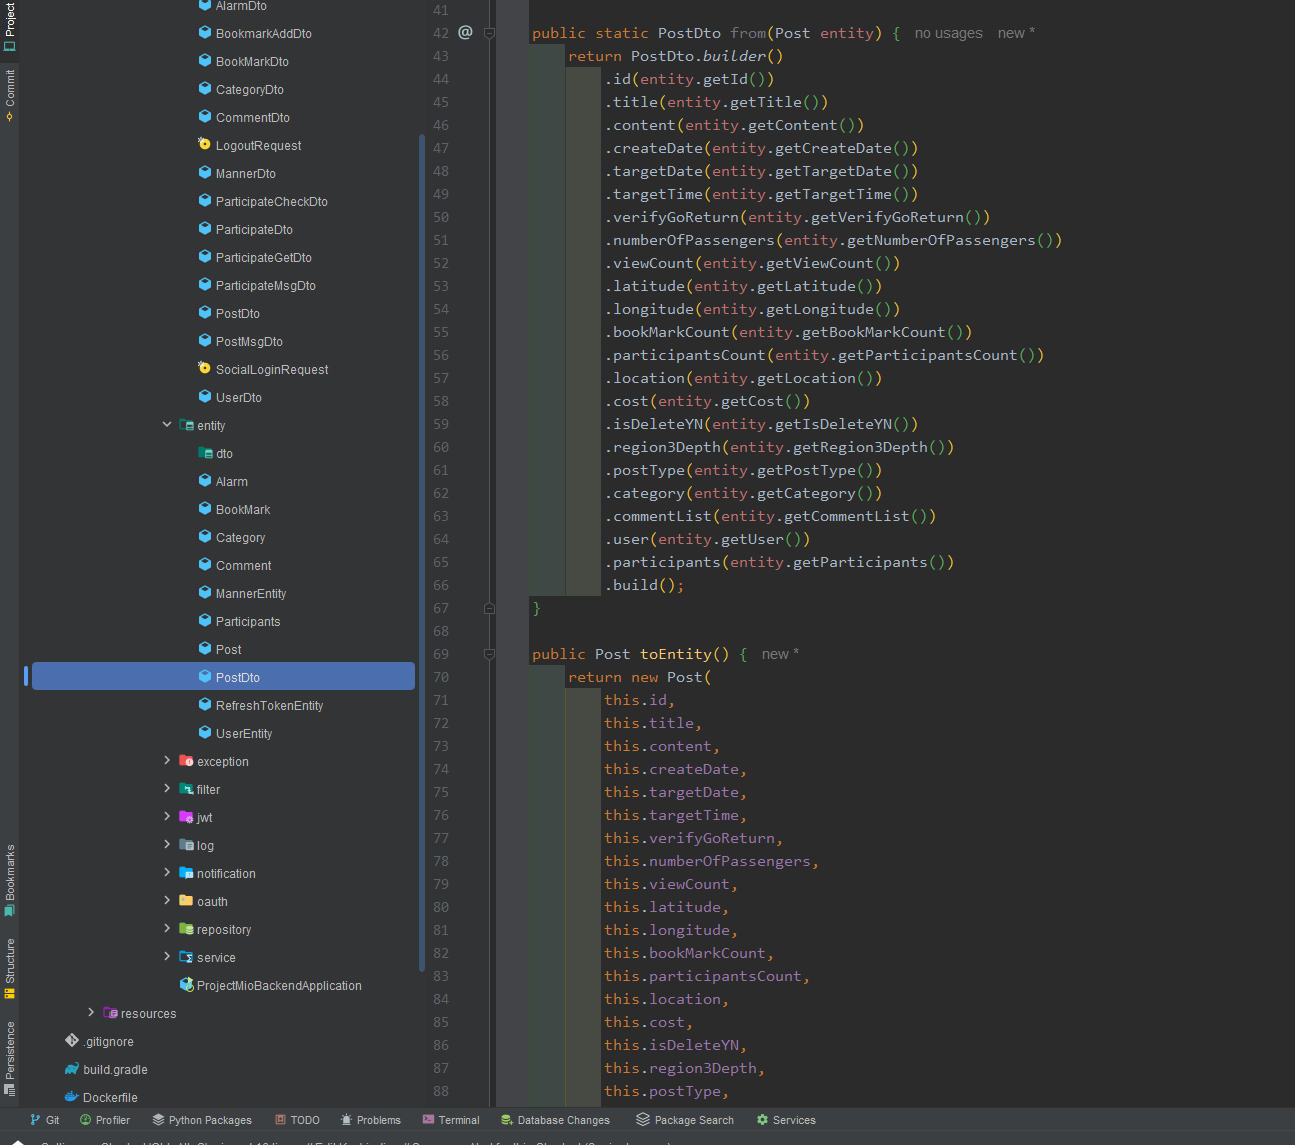 Project
Commit
Bookmarks
Structure
Persistence
AlarmDto
BookmarkAddDto
BookMarkDto
CategoryDto
CommentDto
LogoutRequest
MannerDto
ParticipateCheckDto
ParticipateDto
ParticipateGetDto
ParticipateMsgDto
PostDto
PostMsgDto
SocialLoginRequest
UserDto
entity
dto
Alarm
BookMark
Category
Comment
MannerEntity
Participants
Post
PostDto
RefreshTokenEntity
UserEntity
exception
filter
jwt
log
notification
oauth
repository
service
ProjectMioBackendApplication
resources
.gitignore
build.gradle
Dockerfile
41
42 @ public static PostDto from(Post entity) { no usages new *
43 return PostDto.builder()
44 .id(entity.getId())
45 .title(entity.getTitle())
46 .content(entity.getContent())
47 .createDate(entity.getCreateDate())
48 .targetDate(entity.getTargetDate())
49 .targetTime(entity.getTargetTime())
50 .verifyGoReturn(entity.getVerifyGoReturn())
51 .numberOfPassengers(entity.getNumberOfPassengers())
52 .viewCount(entity.getViewCount())
53 .latitude(entity.getLatitude())
54 .longitude(entity.getLongitude())
55 .bookMarkCount(entity.getBookMarkCount())
56 .participantsCount(entity.getParticipantsCount())
57 .location(entity.getLocation())
58 .cost(entity.getCost())
59 .isDeleteYN(entity.getIsDeleteYN())
60 .region3Depth(entity.getRegion3Depth())
61 .postType(entity.getPostType())
62 .category(entity.getCategory())
63 .commentList(entity.getCommentList())
64 .user(entity.getUser())
65 .participants(entity.getParticipants())
66 .build();
67 }
68
69 public Post toEntity() { new *
70 return new Post(
71 this.id,
72 this.title,
73 this.content,
74 this.createDate,
75 this.targetDate,
76 this.targetTime,
77 this.verifyGoReturn,
78 this.numberOfPassengers,
79 this.viewCount,
80 this.latitude,
81 this.longitude,
82 this.bookMarkCount,
83 this.participantsCount,
84 this.location,
85 this.cost,
86 this.isDeleteYN,
87 this.region3Depth,
88 this.postType,
Git Profiler Python Packages TODO Problems Terminal Database Changes Package Search Services